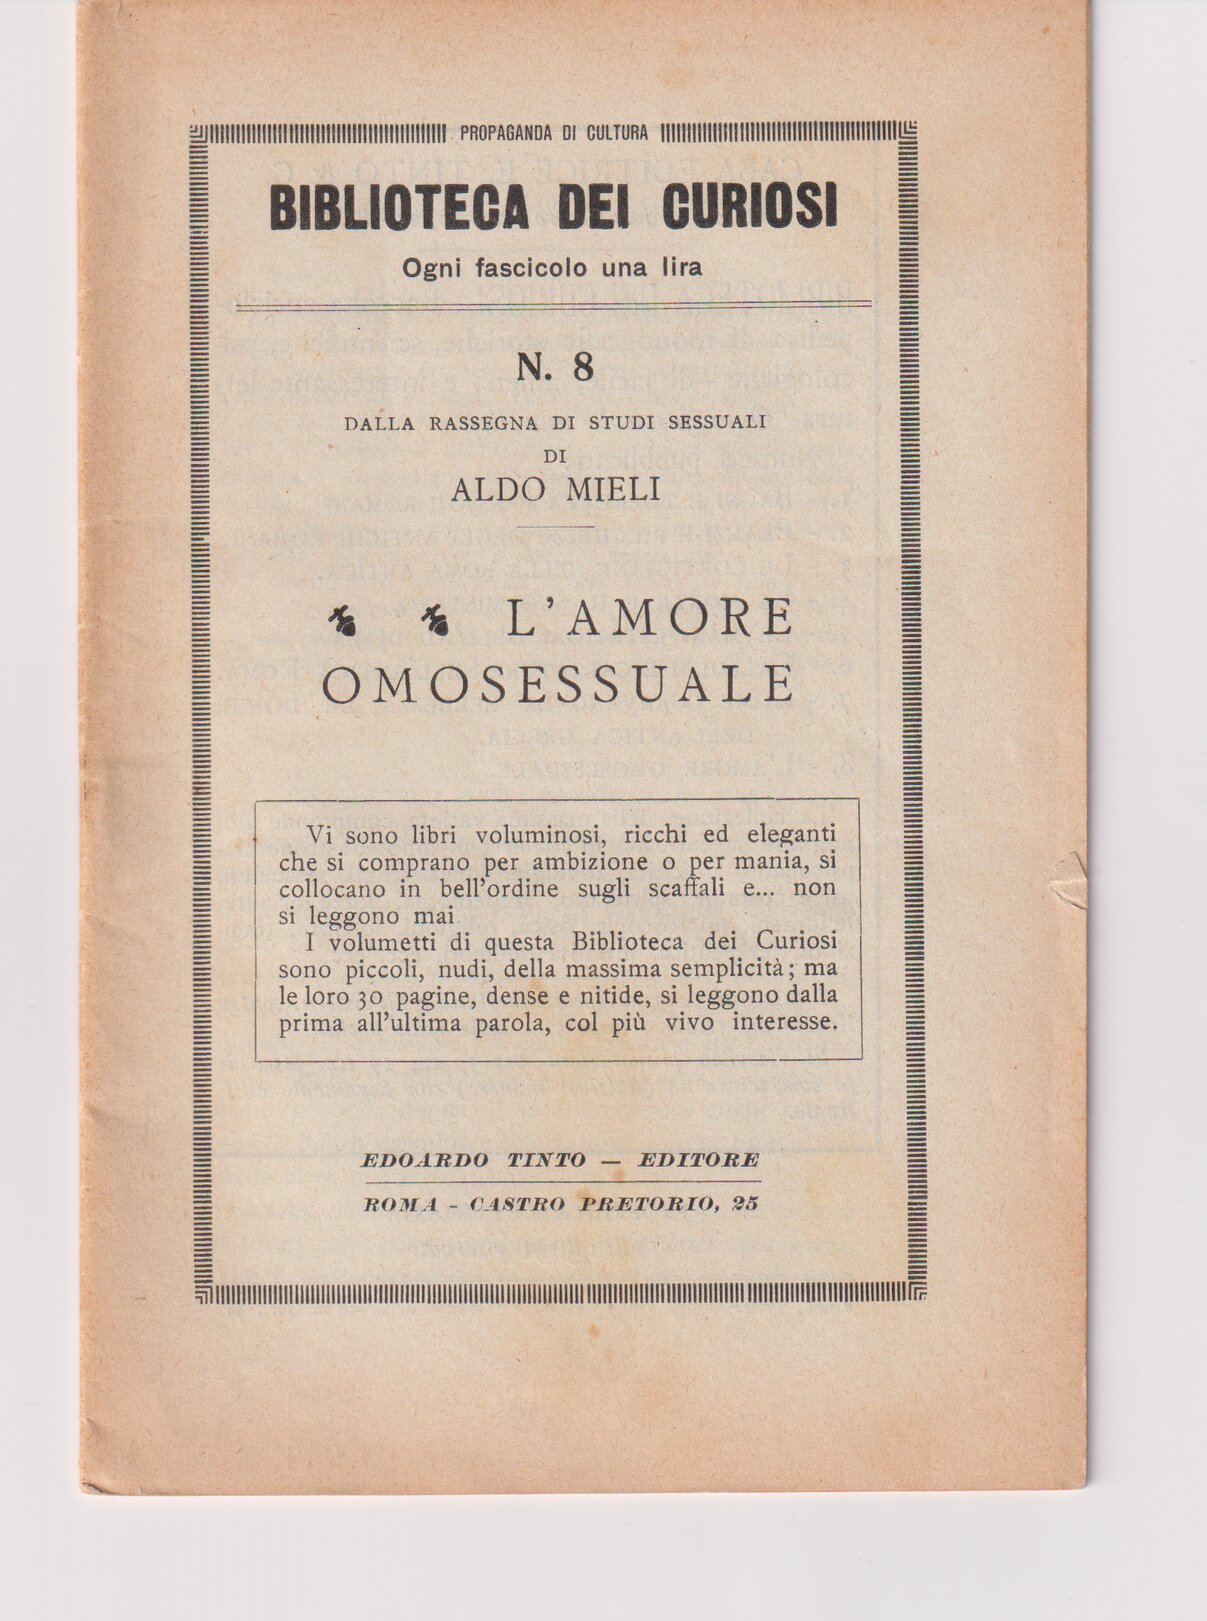 PROPAGANDA DI CULTURA
BIBLIOTECA DEI CURIOSI
Ogni fascicolo una lira
N. 8
DALLA RASSEGNA DI STUDI SESSUALI
DI
ALDO MIELI
L'AMORE
OMOSESSUALE
Vi sono libri voluminosi, ricchi ed eleganti
che si comprano per ambizione o per mania, si
collocano in bell'ordine sugli scaffali e... non
si leggono mai
I volumetti di questa Biblioteca dei Curiosi
sono piccoli, nudi, della massima semplicità; ma
le loro 30 pagine, dense e nitide, si leggono dalla
prima all'ultima parola, col più vivo interesse.
EDOARDO TINTO — EDITORE
ROMA - CASTRO PRETORIO, 25